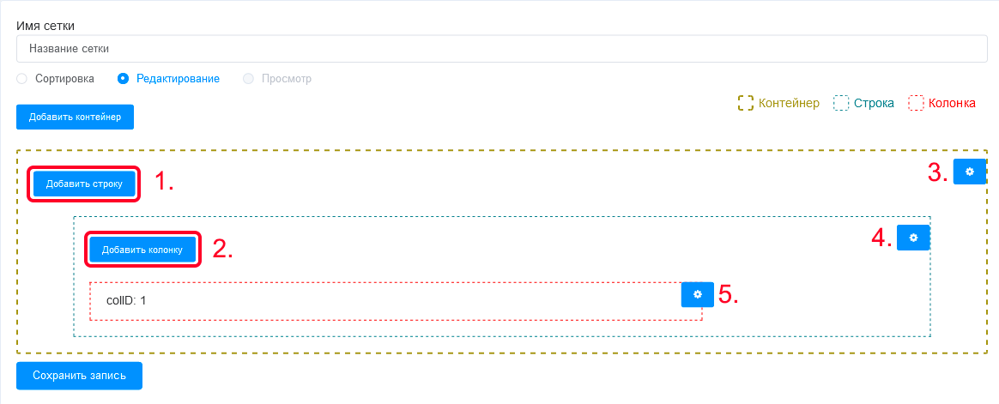 Имя сетки
Название сетки
Сортировка Редактирование Просмотр
Контейнер Строка Колонка
Добавить контейнер
Добавить строку 1. 3.
Добавить колонку 2. 4.
collD: 1 5.
Сохранить запись